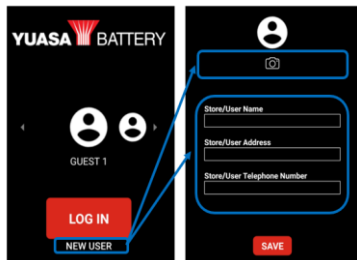 YUASA BATTERY
GUEST 1
LOG IN
NEW USER
Store/User Name
Store/User Address
Store/User Telephone Number
SAVE